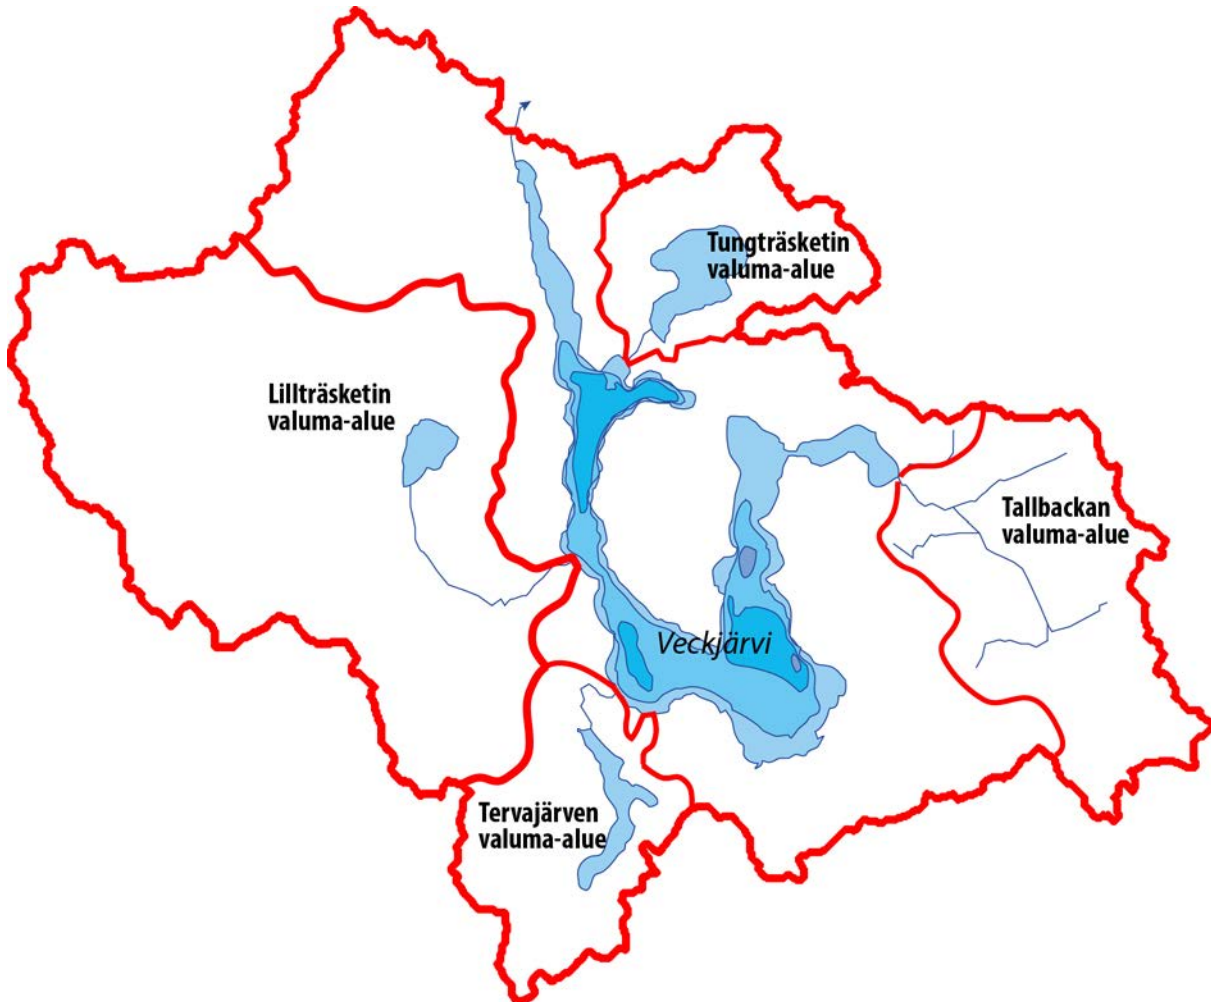 Tungträsketin
valuma-alue
Lillträsketin
valuma-alue
Tallbackan
valuma-alue
Veckjärvi
Tervajärven
valuma-alue